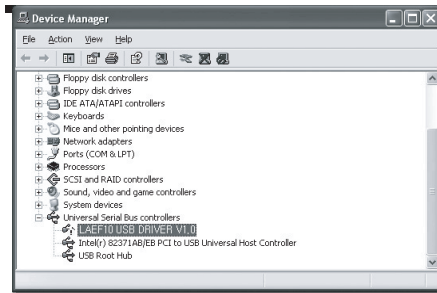 Device Manager
File Action View Help
Floppy disk controllers
Floppy disk drives
IDE ATA/ATAPI controllers
Keyboards
Mice and other pointing devices
Network adapters
Ports (COM & LPT)
Processors
SCSI and RAID controllers
Sound, video and game controllers
System devices
Universal Serial Bus controllers
LAEF10 USB DRIVER V1.0
Intel(r) 82371AB/EB PCI to USB Universal Host Controller
USB Root Hub